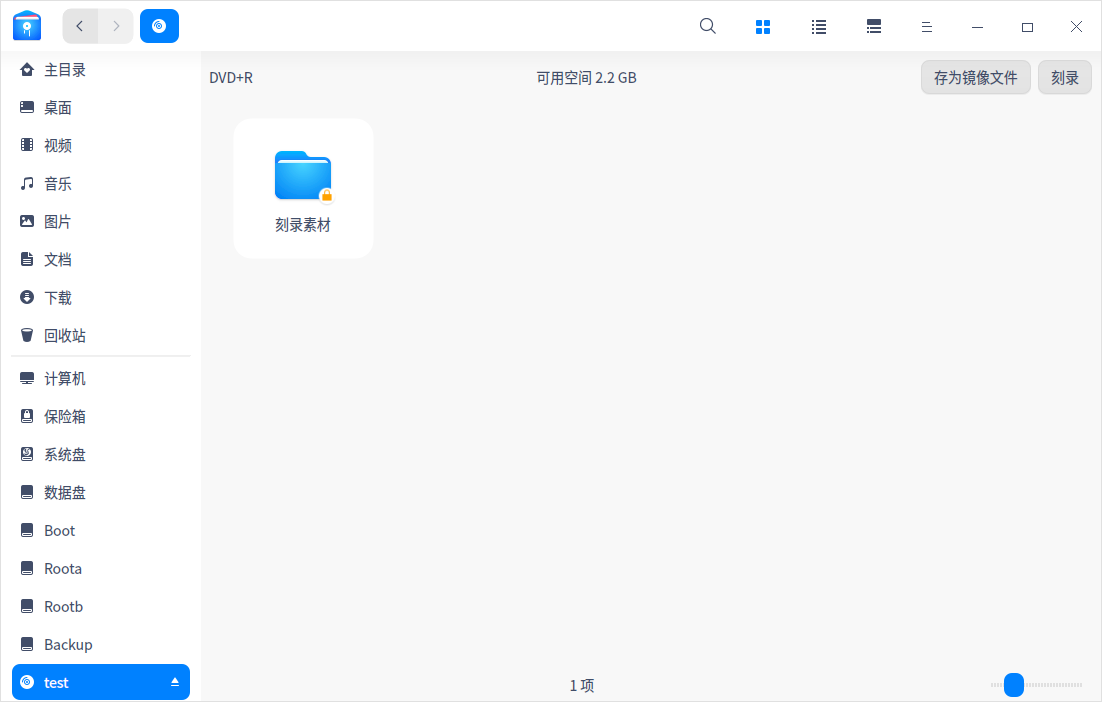 DVD+R 可用空间 2.2 GB 存为镜像文件 刻录
主目录
桌面
视频
音乐
图片
文档
下载
回收站
计算机
保险箱
系统盘
数据盘
Boot
Roota
Rootb
Backup
test
刻录素材
1 项